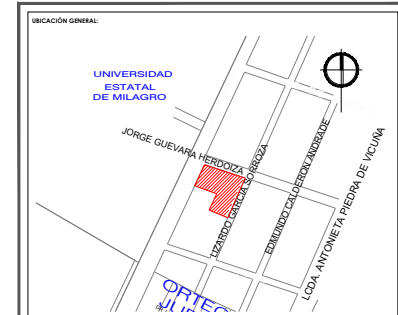 UBICACIÓN GENERAL:
UNIVERSIDAD
ESTATAL
DE MILAGRO
JORGE GUEVARA HERDOIZA
LIZARDO GARCIA SORROZA
EDMUNDO CALDERON ANDRADE
LCDA. ANTONIETA PIEDRA DE VICUÑA